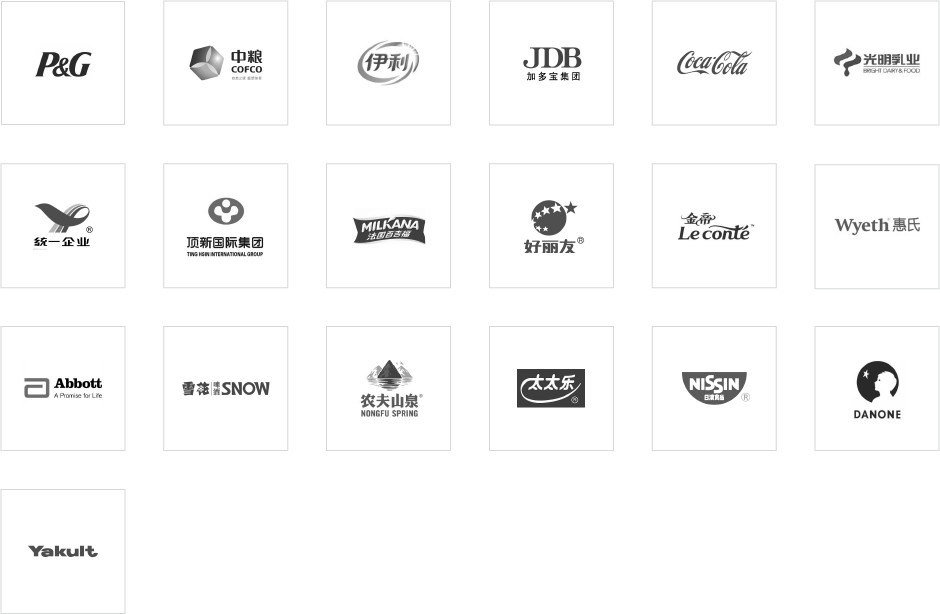 P&G
中粮
COFCO
伊利
JDB
加多宝集团
Coca-Cola
光明乳业
BRIGHT DAIRY & FOOD
统一企业
®
顶新国际集团
TING HSIN INTERNATIONAL GROUP
MILKANA
法国百吉福
好丽友®
金帝
Le conté™
Wyeth® 惠氏
Abbott
A Promise for Life
雪花 啤酒 SNOW
农夫山泉®
NONGFU SPRING
太太乐
®
NISSIN
日清食品
®
DANONE
Yakult